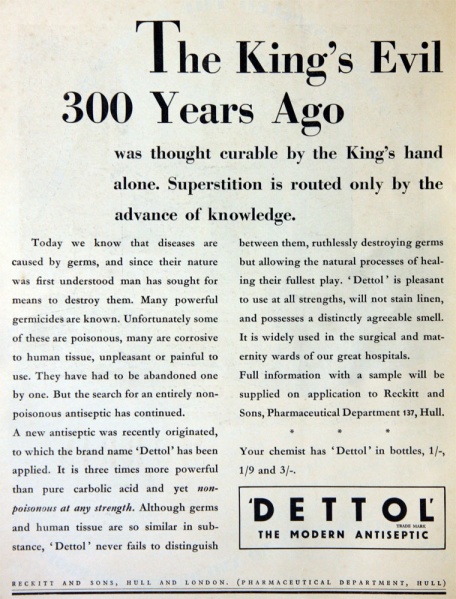 The King's Evil
300 Years Ago
was thought curable by the King's hand
alone. Superstition is routed only by the
advance of knowledge.
Today we know that diseases are
caused by germs, and since their nature
was first understood man has sought for
means to destroy them. Many powerful
germicides are known. Unfortunately some
of these are poisonous, many are corrosive
to human tissue, unpleasant or painful to
use. They have had to be abandoned one
by one. But the search for an entirely non-
poisonous antiseptic has continued.
A new antiseptic was recently originated,
to which the brand name 'Dettol' has been
applied. It is three times more powerful
than pure carbolic acid and yet non-
poisonous at any strength. Although germs
and human tissue are so similar in sub-
stance, 'Dettol' never fails to distinguish
between them, ruthlessly destroying germs
but allowing the natural processes of heal-
ing their fullest play. 'Dettol' is pleasant
to use at all strengths, will not stain linen,
and possesses a distinctly agreeable smell.
It is widely used in the surgical and mat-
ernity wards of our great hospitals.
Full information with a sample will be
supplied on application to Reckitt and
Sons, Pharmaceutical Department 137, Hull.
* * *
Your chemist has 'Dettol' in bottles, 1/-,
1/9 and 3/-.
'DETTOL'
TRADE MARK
THE MODERN ANTISEPTIC
RECKITT AND SONS, HULL AND LONDON. (PHARMACEUTICAL DEPARTMENT, HULL)